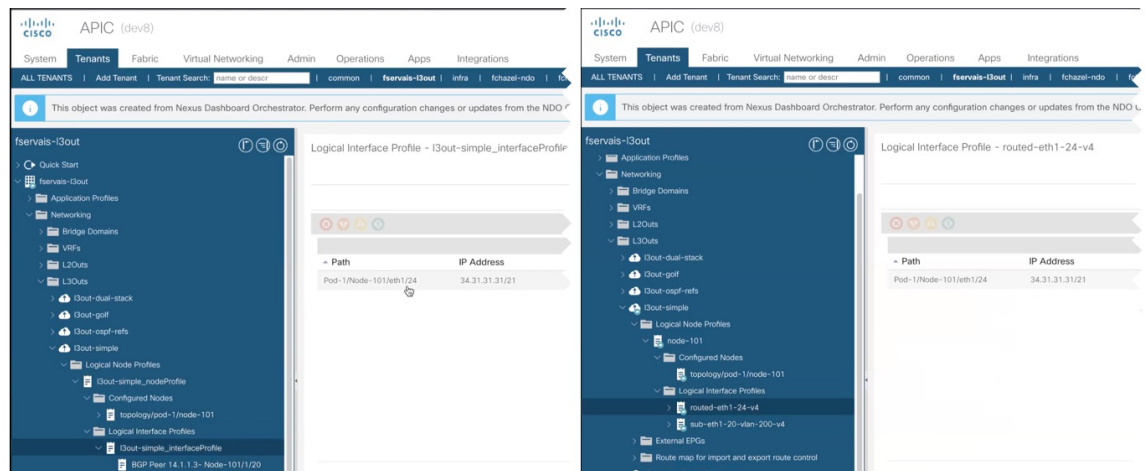 CISCO
APIC (dev8)
System Tenants Fabric Virtual Networking Admin Operations Apps Integrations
ALL TENANTS | Add Tenant | Tenant Search: name or descr | common | fservais-l3out | infra | fchazel-ndo |
This object was created from Nexus Dashboard Orchestrator. Perform any configuration changes or updates from the NDO
fservais-l3out
Quick Start
fservais-l3out
Application Profiles
Networking
Bridge Domains
VRFs
L2Outs
L3Outs
l3out-dual-stack
l3out-golf
l3out-ospf-refs
l3out-simple
Logical Node Profiles
l3out-simple_nodeProfile
Configured Nodes
topology/pod-1/node-101
Logical Interface Profiles
l3out-simple_interfaceProfile
BGP Peer 14.1.1.3- Node-101/1/20
Logical Interface Profile - l3out-simple_interfaceProfile
Path IP Address
Pod-1/Node-101/eth1/24 34.31.31.31/21
CISCO
APIC (dev8)
System Tenants Fabric Virtual Networking Admin Operations Apps Integrations
ALL TENANTS | Add Tenant | Tenant Search: name or descr | common | fservais-l3out | infra | fchazel-ndo |
This object was created from Nexus Dashboard Orchestrator. Perform any configuration changes or updates from the NDO
fservais-l3out
Application Profiles
Networking
Bridge Domains
VRFs
L2Outs
L3Outs
l3out-dual-stack
l3out-golf
l3out-ospf-refs
l3out-simple
Logical Node Profiles
node-101
Configured Nodes
topology/pod-1/node-101
Logical Interface Profiles
routed-eth1-24-v4
sub-eth1-20-vlan-200-v4
External EPGs
Route map for import and export route control
Logical Interface Profile - routed-eth1-24-v4
Path IP Address
Pod-1/Node-101/eth1/24 34.31.31.31/21